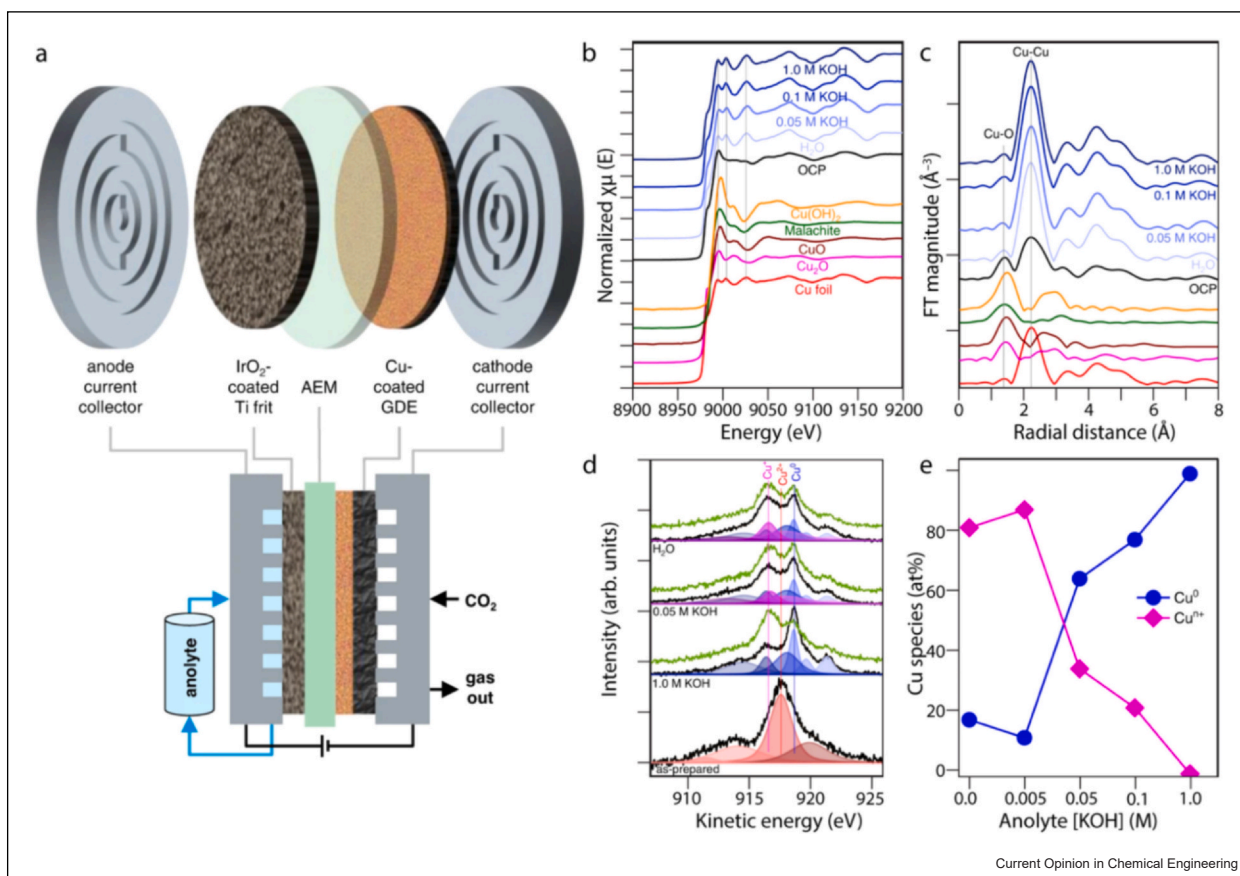 a
anode
current
collector
IrO₂-
coated
Ti frit
AEM
Cu-
coated
GDE
cathode
current
collector
anolyte
CO₂
gas
out
b
Normalized χμ (E)
1.0 M KOH
0.1 M KOH
0.05 M KOH
H₂O
OCP
Cu(OH)₂
Malachite
CuO
Cu₂O
Cu foil
8900 8950 9000 9050 9100 9150 9200
Energy (eV)
c
FT magnitude (Å⁻³)
Cu-Cu
Cu-O
1.0 M KOH
0.1 M KOH
0.05 M KOH
H₂O
OCP
0 2 4 6 8
Radial distance (Å)
d
Intensity (arb. units)
Cu⁺
Cu²⁺
Cu⁰
H₂O
0.05 M KOH
1.0 M KOH
as-prepared
910 915 920 925
Kinetic energy (eV)
e
Cu species (at%)
80
60
40
20
0
Cu⁰
Cuⁿ⁺
0.0 0.005 0.05 0.1 1.0
Anolyte [KOH] (M)
Current Opinion in Chemical Engineering